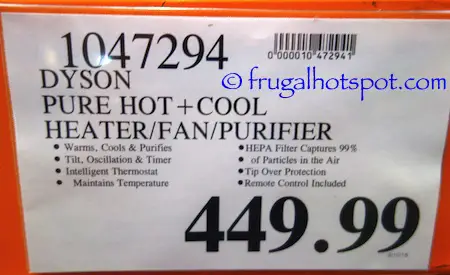 1047294
0"000010"472941"
© frugalhotspot.com
DYSON
PURE HOT+COOL
HEATER/FAN/PURIFIER
• Warms, Cools & Purifies
• Tilt, Oscillation & Timer
• Intelligent Thermostat
Maintains Temperature
•HEPA Filter Captures 99%
• of Particles in the Air
•Tip Over Protection
•Remote Control Included
449.99